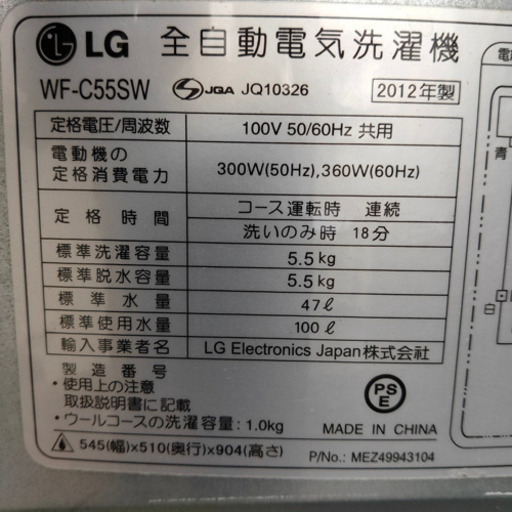 LG 全自動電気洗濯機
WF-C55SW JQA JQ10326 2012年製
定格電圧/周波数 100V 50/60Hz 共用
電動機の
定格消費電力 300W(50Hz),360W(60Hz)
定格時間 コース運転時 連続
洗いのみ時 18分
標準洗濯容量 5.5kg
標準脱水容量 5.5kg
標準水量 47ℓ
標準使用水量 100ℓ
輸入事業者名 LG Electronics Japan株式会社
製造番号
・使用上の注意
取扱説明書に記載
・ウールコースの洗濯容量:1.0kg
PS
E
MADE IN CHINA
545(幅)×510(奥行)×904(高さ)
P/No.: MEZ49943104
青
白